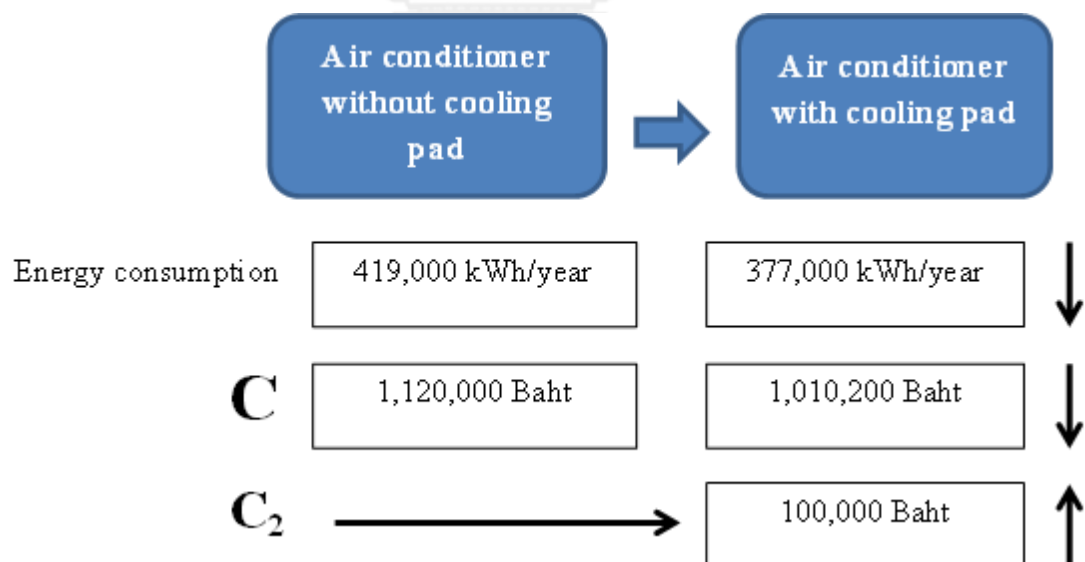 Air conditioner
without cooling
pad
Air conditioner
with cooling pad
Energy consumption
419,000 kWh/year
377,000 kWh/year
C
1,120,000 Baht
1,010,200 Baht
C₂
100,000 Baht